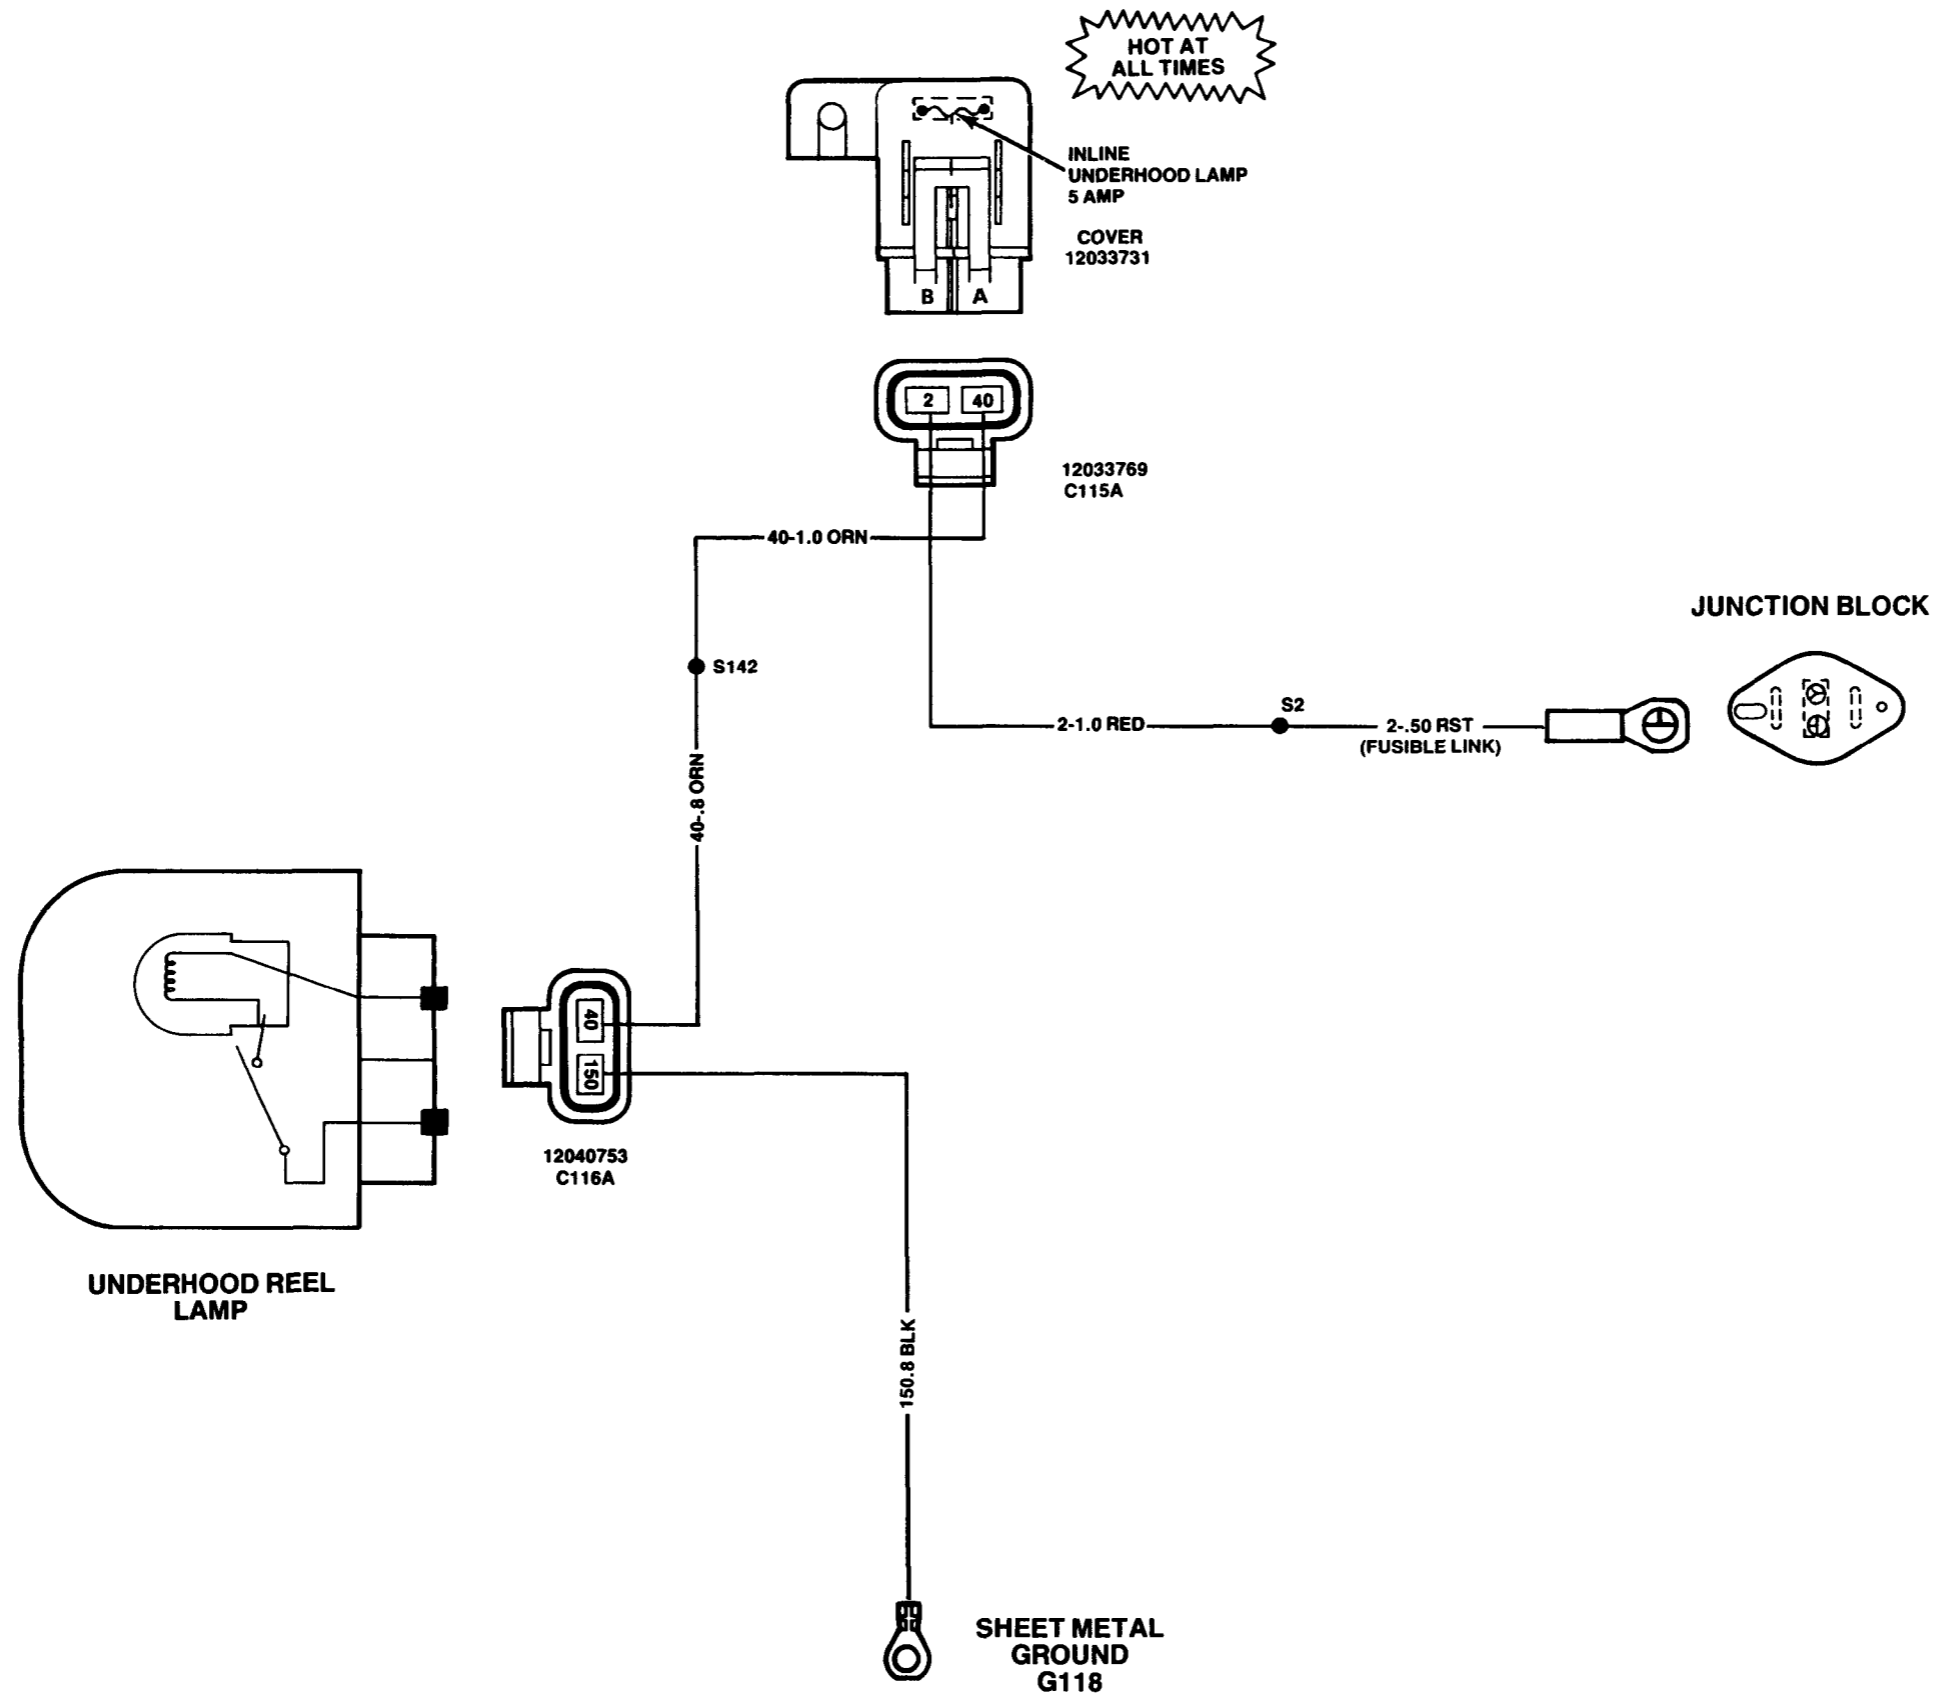 HOT AT
ALL TIMES
INLINE
UNDERHOOD LAMP
5 AMP
COVER
12033731
B A
2 40
12033769
C115A
40-1.0 ORN
JUNCTION BLOCK
S142
S2
2-1.0 RED
2-.50 RST
(FUSIBLE LINK)
40-.8 ORN
40
150
12040753
C116A
UNDERHOOD REEL
LAMP
150.8 BLK
SHEET METAL
GROUND
G118